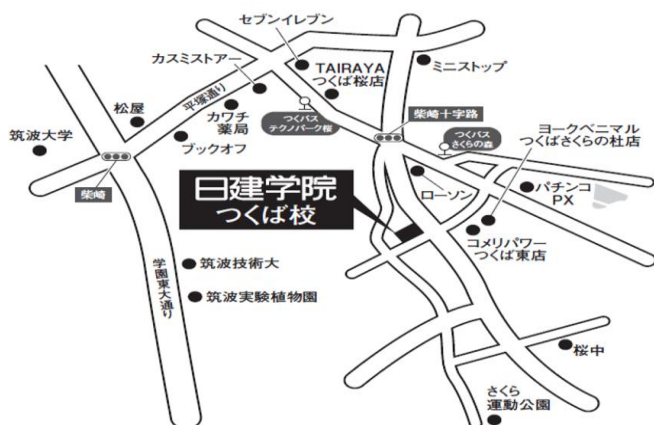 セブンイレブン
カスミストアー
TAIRAYA
つくば桜店
ミニストップ
平塚通り
松屋
カワチ
薬局
つくバス
テクノパーク桜
柴崎十字路
筑波大学
ブックオフ
つくバス
さくらの森
ヨークベニマル
つくばさくらの杜店
柴崎
日建学院
つくば校
ローソン
パチンコ
PX
コメリパワー
つくば東店
学園東大通り
筑波技術大
筑波実験植物園
桜中
さくら
運動公園